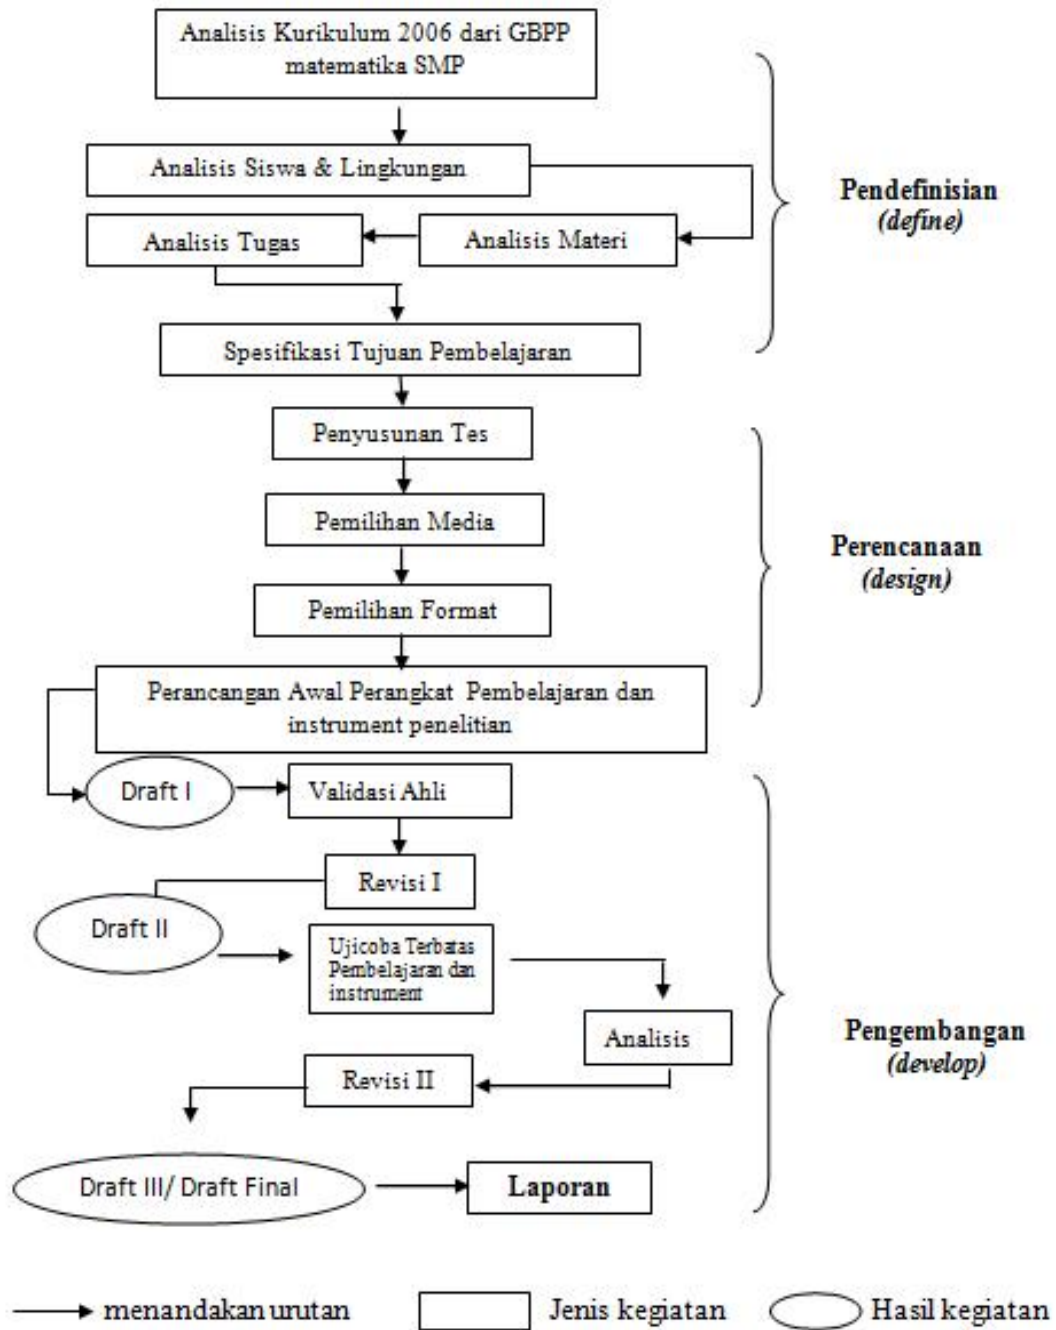 Analisis Kurikulum 2006 dari GBPP
matematika SMP
Analisis Siswa & Lingkungan
Analisis Tugas
Analisis Materi
Spesifikasi Tujuan Pembelajaran
Pendefinisian
(define)
Penyusunan Tes
Pemilihan Media
Pemilihan Format
Perancangan Awal Perangkat Pembelajaran dan
instrument penelitian
Perencanaan
(design)
Draft I
Validasi Ahli
Revisi I
Draft II
Ujicoba Terbatas
Pembelajaran dan
instrument
Analisis
Revisi II
Draft III/ Draft Final
Laporan
Pengembangan
(develop)
menandakan urutan
Jenis kegiatan
Hasil kegiatan